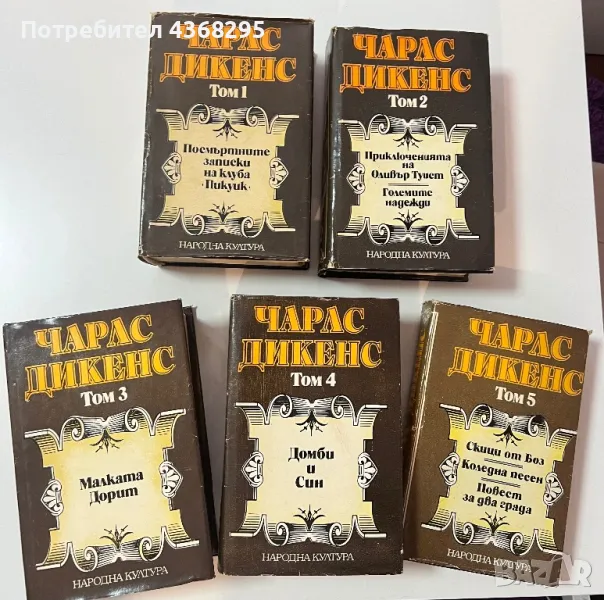 Потребител 4368295
ЧАРЛС
ДИКЕНС
Том 1
Посмъртните
записки
на клуба
·Пикуик·
НАРОДНА КУЛТУРА
ЧАРЛС
ДИКЕНС
Том 2
Приключенията
на
Оливър Туист
Големите
надежди
НАРОДНА КУЛТУРА
ЧАРЛС
ДИКЕНС
Том 3
Малката
Дорит
НАРОДНА КУЛТУРА
ЧАРЛС
ДИКЕНС
Том 4
Домби
и
Син
НАРОДНА КУЛТУРА
ЧАРЛС
ДИКЕНС
Том 5
Скици от Боз
Коледна песен
Повест
за два града
НАРОДНА КУЛТУРА
BAZAR